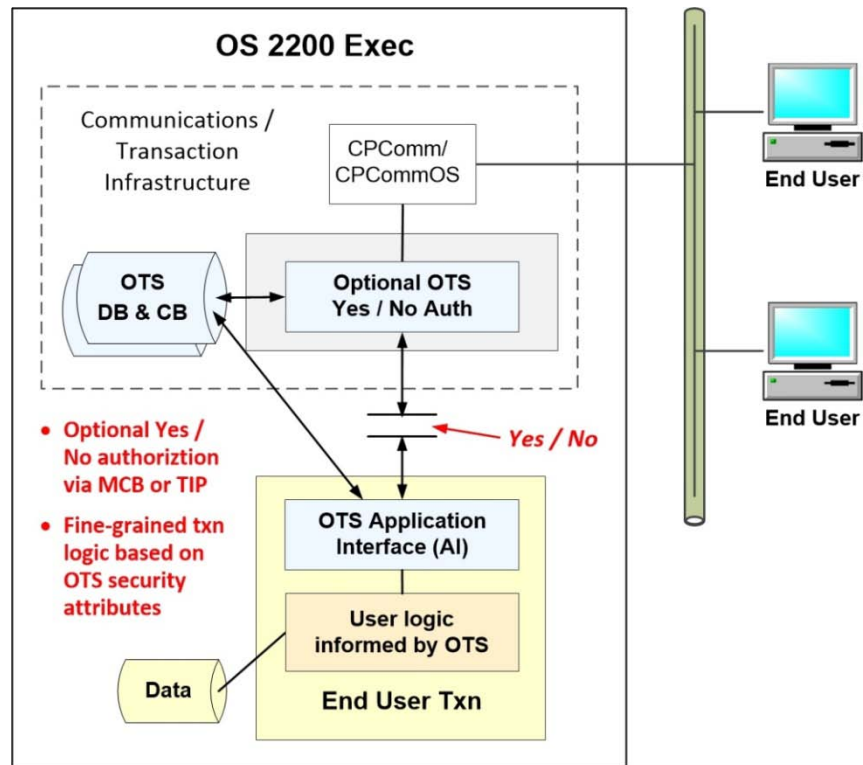 OS 2200 Exec
Communications /
Transaction
Infrastructure
CPComm/
CPCommOS
End User
OTS
DB & CB
Optional OTS
Yes / No Auth
End User
• Optional Yes /
No authoriztion
via MCB or TIP
• Fine-grained txn
logic based on
OTS security
attributes
Yes / No
OTS Application
Interface (AI)
User logic
informed by OTS
Data
End User Txn